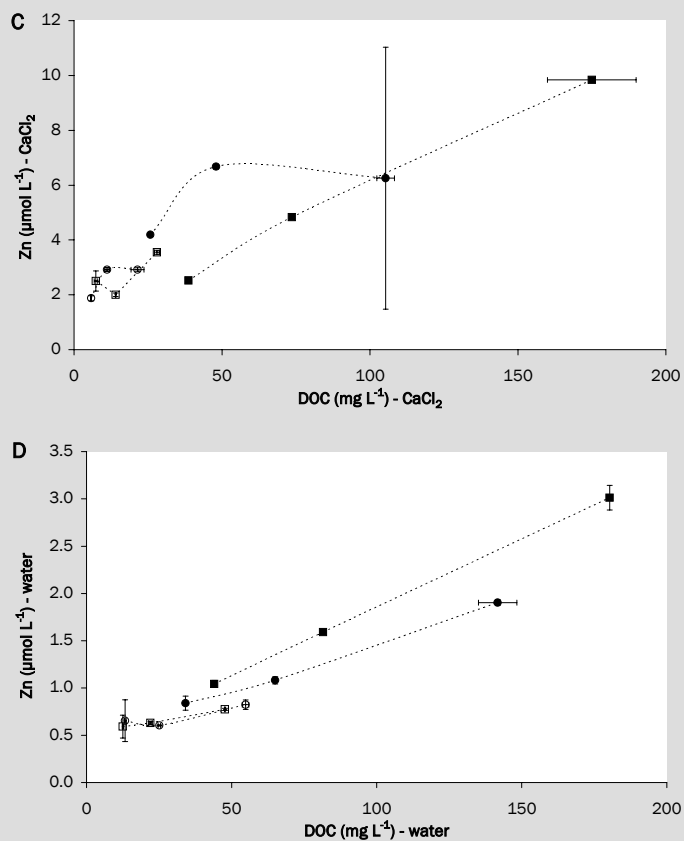 C
12
10
8
6
4
2
0
Zn (µmol L⁻¹) - CaCl₂
0 50 100 150 200
DOC (mg L⁻¹) - CaCl₂
D
3.5
3.0
2.5
2.0
1.5
1.0
0.5
0.0
Zn (µmol L⁻¹) - water
0 50 100 150 200
DOC (mg L⁻¹) - water